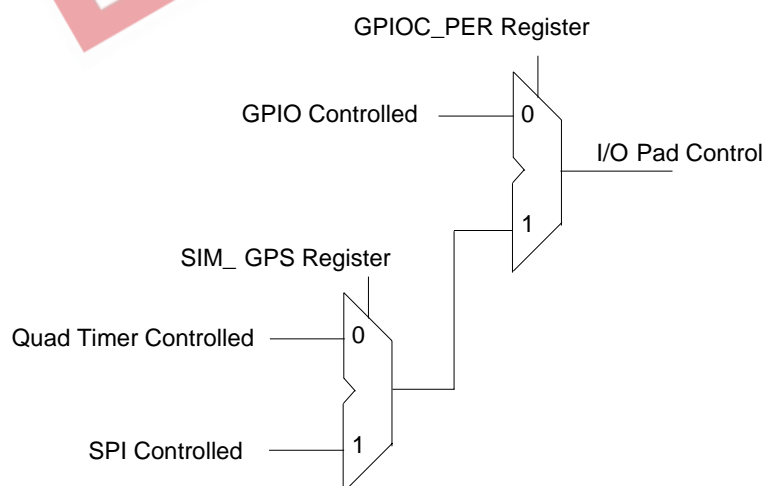 GPIOC_PER Register
GPIO Controlled
0
I/O Pad Control
1
SIM_ GPS Register
Quad Timer Controlled
0
SPI Controlled
1